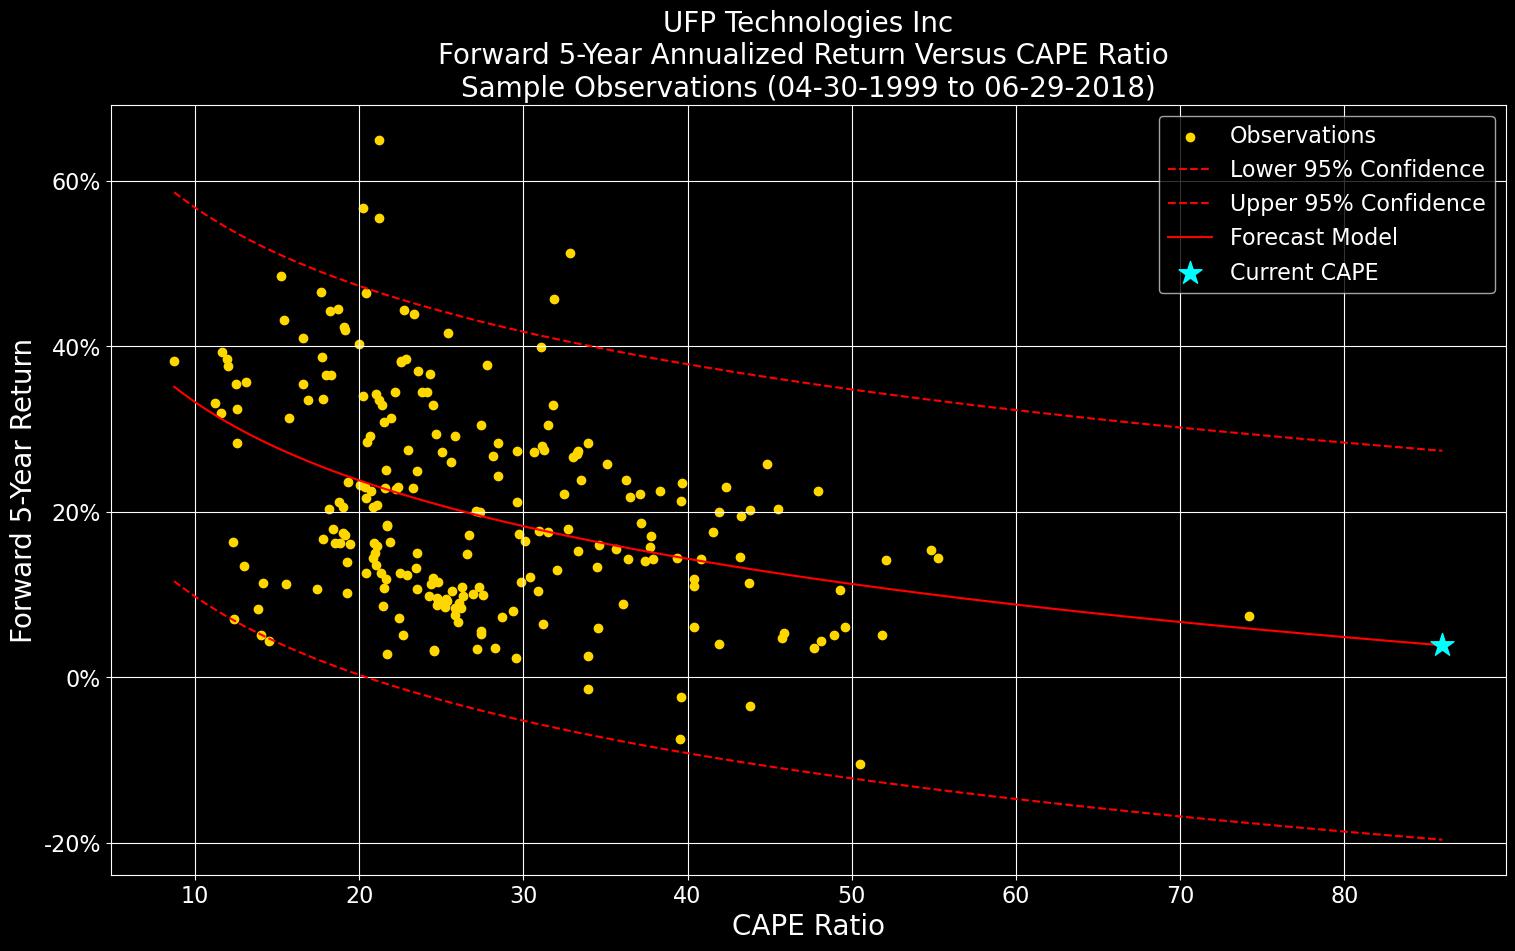 UFP Technologies Inc
Forward 5-Year Annualized Return Versus CAPE Ratio
Sample Observations (04-30-1999 to 06-29-2018)
Observations
Lower 95% Confidence
Upper 95% Confidence
Forecast Model
Current CAPE
Forward 5-Year Return
60%
40%
20%
0%
-20%
10 20 30 40 50 60 70 80
CAPE Ratio